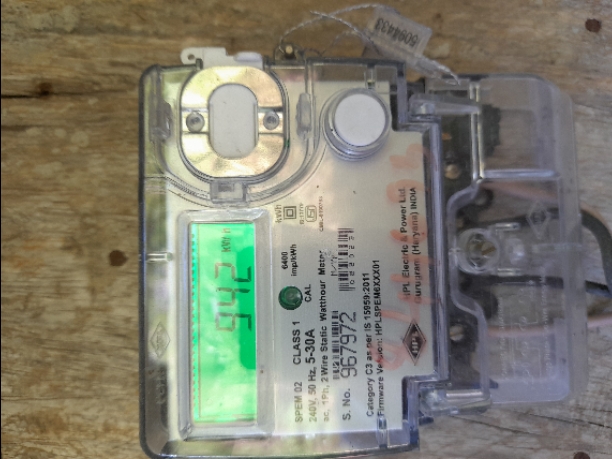 942 kWh
6400
imp/kWh
CAL
SPEM 02 CLASS 1
240V, 50 Hz, 5-30A
ac, 1Ph, 2 Wire Static Watthour Meter
S. No. 967972
Category C3 as per IS 15959:2011
Firmware Version: HPLSPEM6XXX01
HPL
HPL Electric & Power Ltd.
Gurugram (Haryana) INDIA